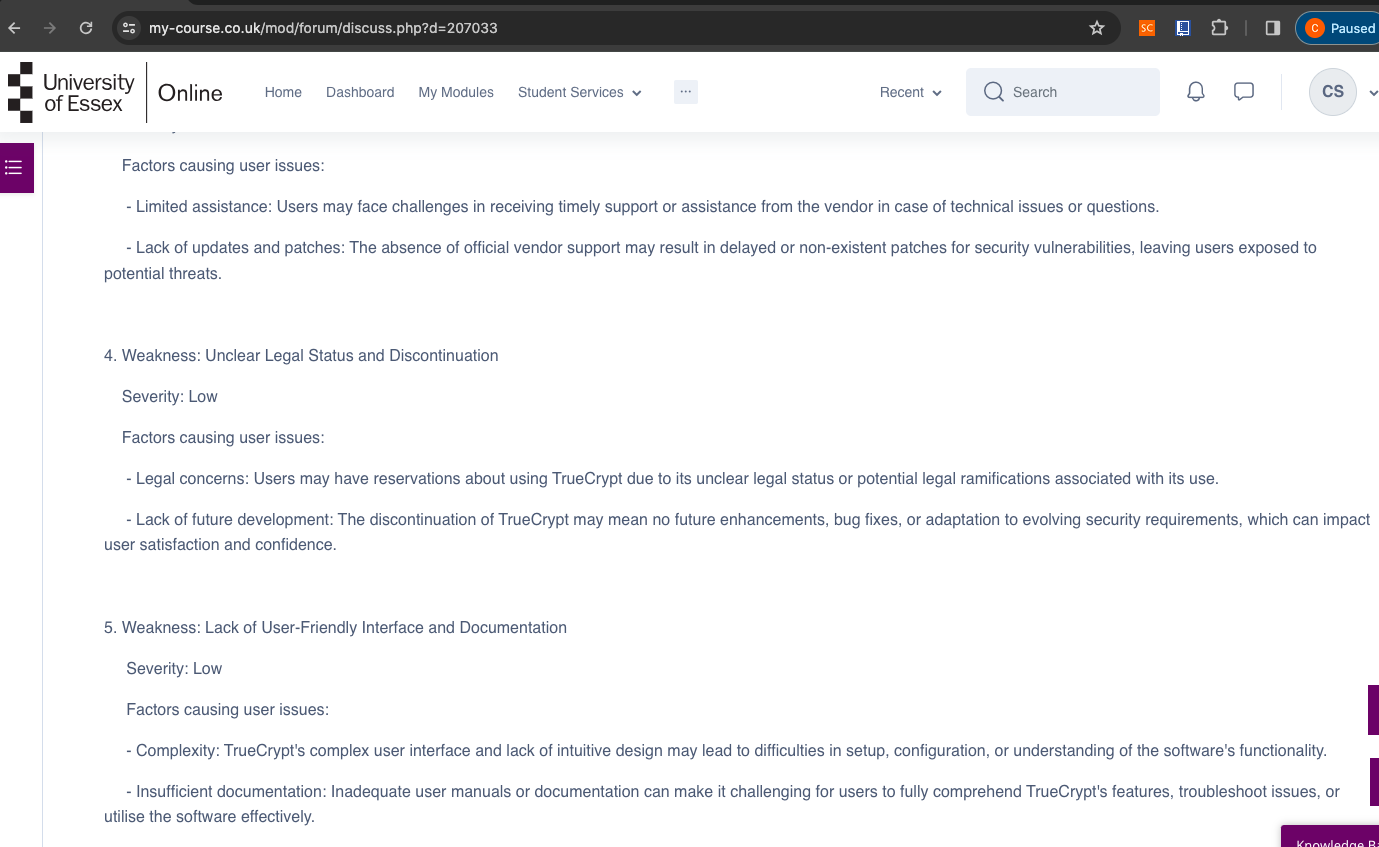 my-course.co.uk/mod/forum/discuss.php?d=207033
SC
C
Paused
University
of Essex
Online
Home
Dashboard
My Modules
Student Services
...
Recent
Search
CS
Factors causing user issues:
- Limited assistance: Users may face challenges in receiving timely support or assistance from the vendor in case of technical issues or questions.
- Lack of updates and patches: The absence of official vendor support may result in delayed or non-existent patches for security vulnerabilities, leaving users exposed to
potential threats.
4. Weakness: Unclear Legal Status and Discontinuation
Severity: Low
Factors causing user issues:
- Legal concerns: Users may have reservations about using TrueCrypt due to its unclear legal status or potential legal ramifications associated with its use.
- Lack of future development: The discontinuation of TrueCrypt may mean no future enhancements, bug fixes, or adaptation to evolving security requirements, which can impact
user satisfaction and confidence.
5. Weakness: Lack of User-Friendly Interface and Documentation
Severity: Low
Factors causing user issues:
- Complexity: TrueCrypt's complex user interface and lack of intuitive design may lead to difficulties in setup, configuration, or understanding of the software's functionality.
- Insufficient documentation: Inadequate user manuals or documentation can make it challenging for users to fully comprehend TrueCrypt's features, troubleshoot issues, or
utilise the software effectively.
Knowledge